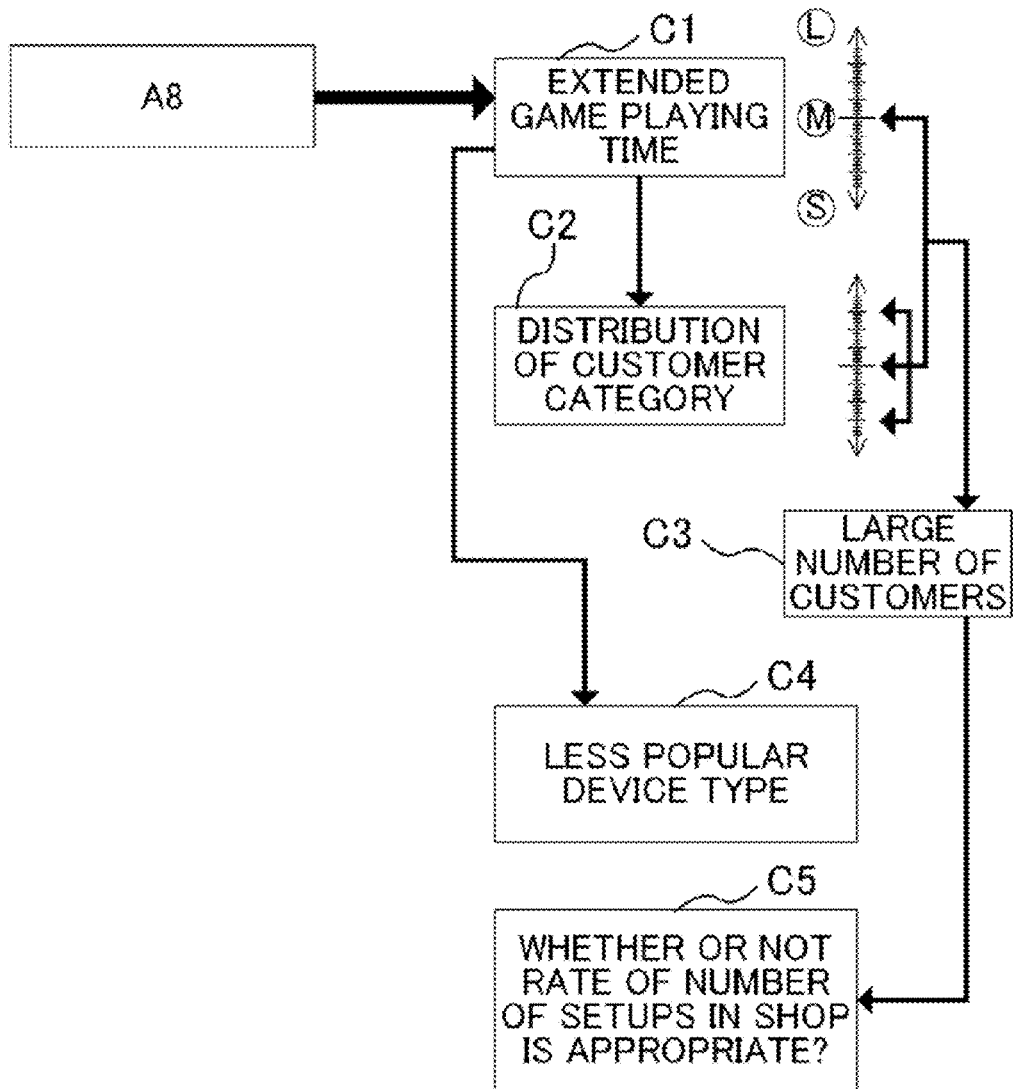 C1
L
A8
EXTENDED
GAME PLAYING
TIME
M
S
C2
DISTRIBUTION
OF CUSTOMER
CATEGORY
C3
LARGE
NUMBER OF
CUSTOMERS
C4
LESS POPULAR
DEVICE TYPE
C5
WHETHER OR NOT
RATE OF NUMBER
OF SETUPS IN SHOP
IS APPROPRIATE?